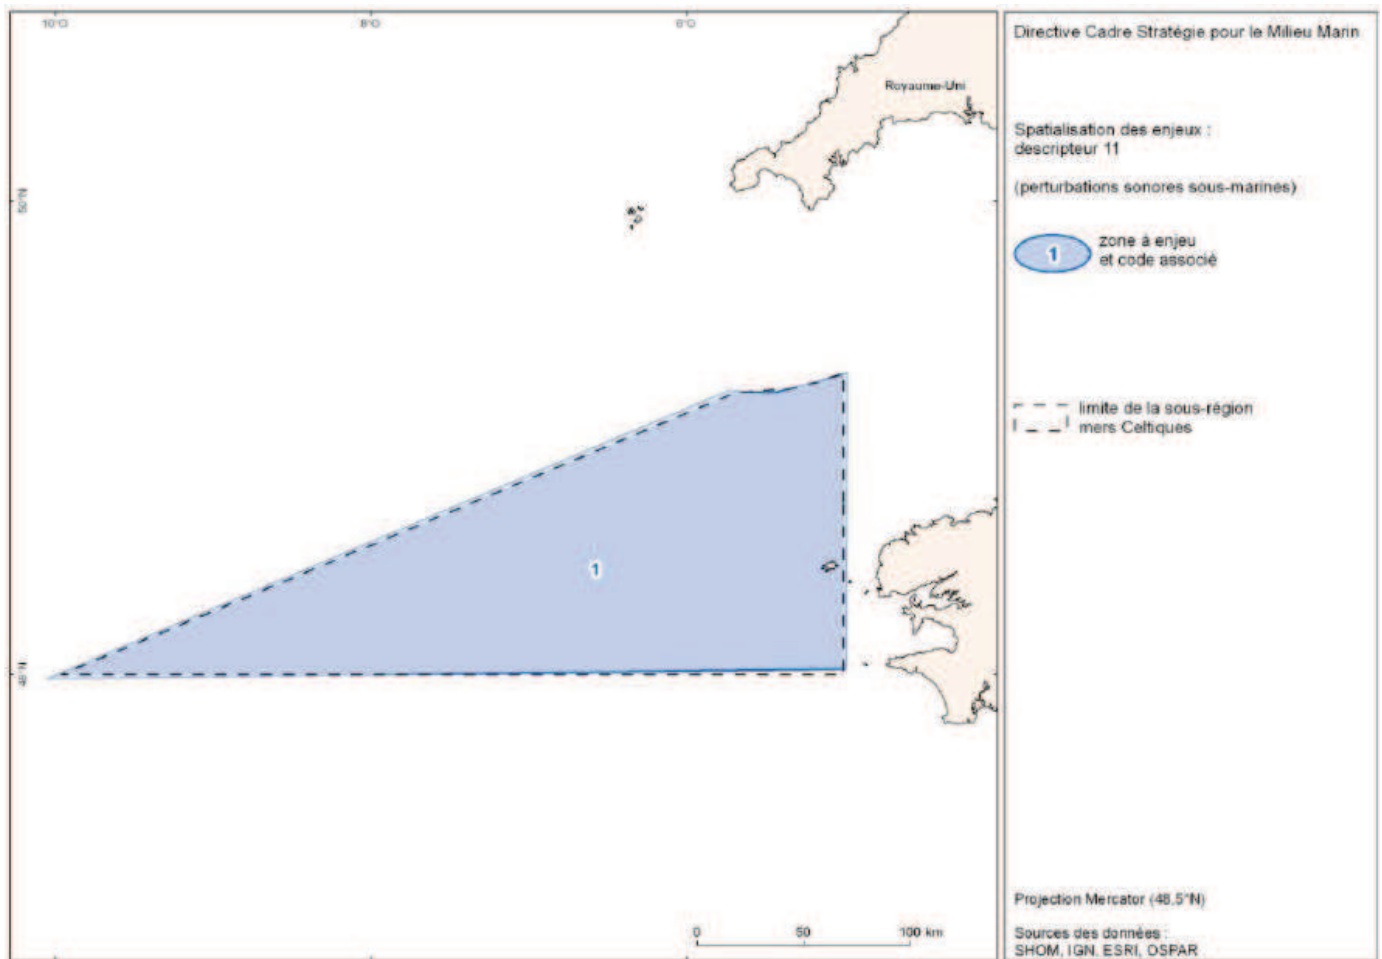 10°O
8°O
6°O
50°N
48°N
Royaume-Uni
1
0
50
100 km
Directive Cadre Stratégie pour le Milieu Marin
Spatialisation des enjeux :
descripteur 11
(perturbations sonores sous-marines)
1
zone à enjeu
et code associé
limite de la sous-région
mers Celtiques
Projection Mercator (48.5°N)
Sources des données :
SHOM, IGN, ESRI, OSPAR